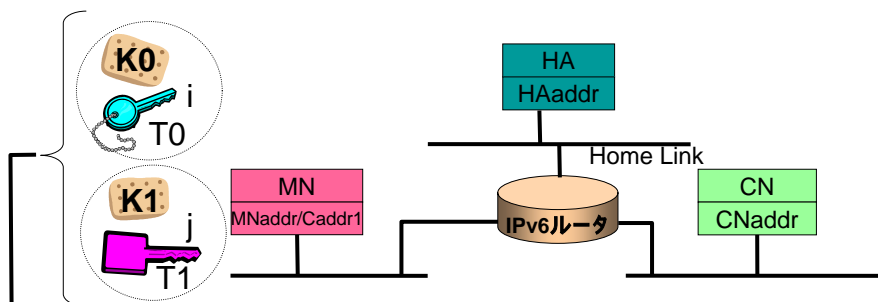 K0
i
T0
K1
j
T1
MN
MNaddr/Caddr1
HA
HAaddr
Home Link
IPv6ルータ
CN
CNaddr